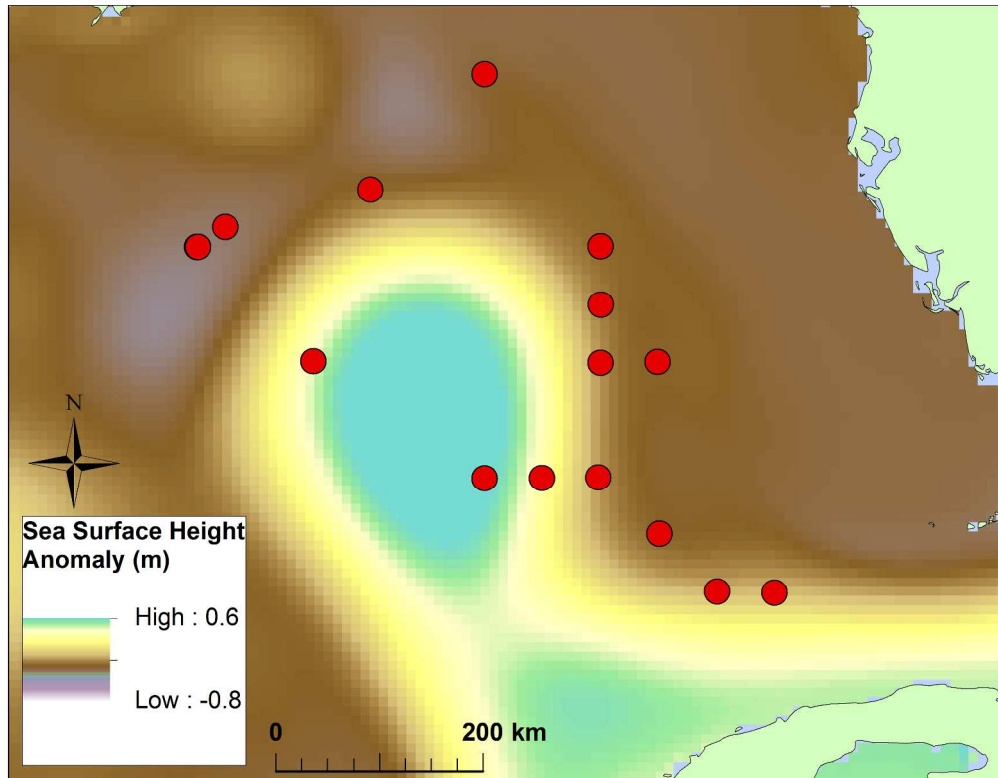 N
Sea Surface Height
Anomaly (m)
High : 0.6
Low : -0.8
0 200 km